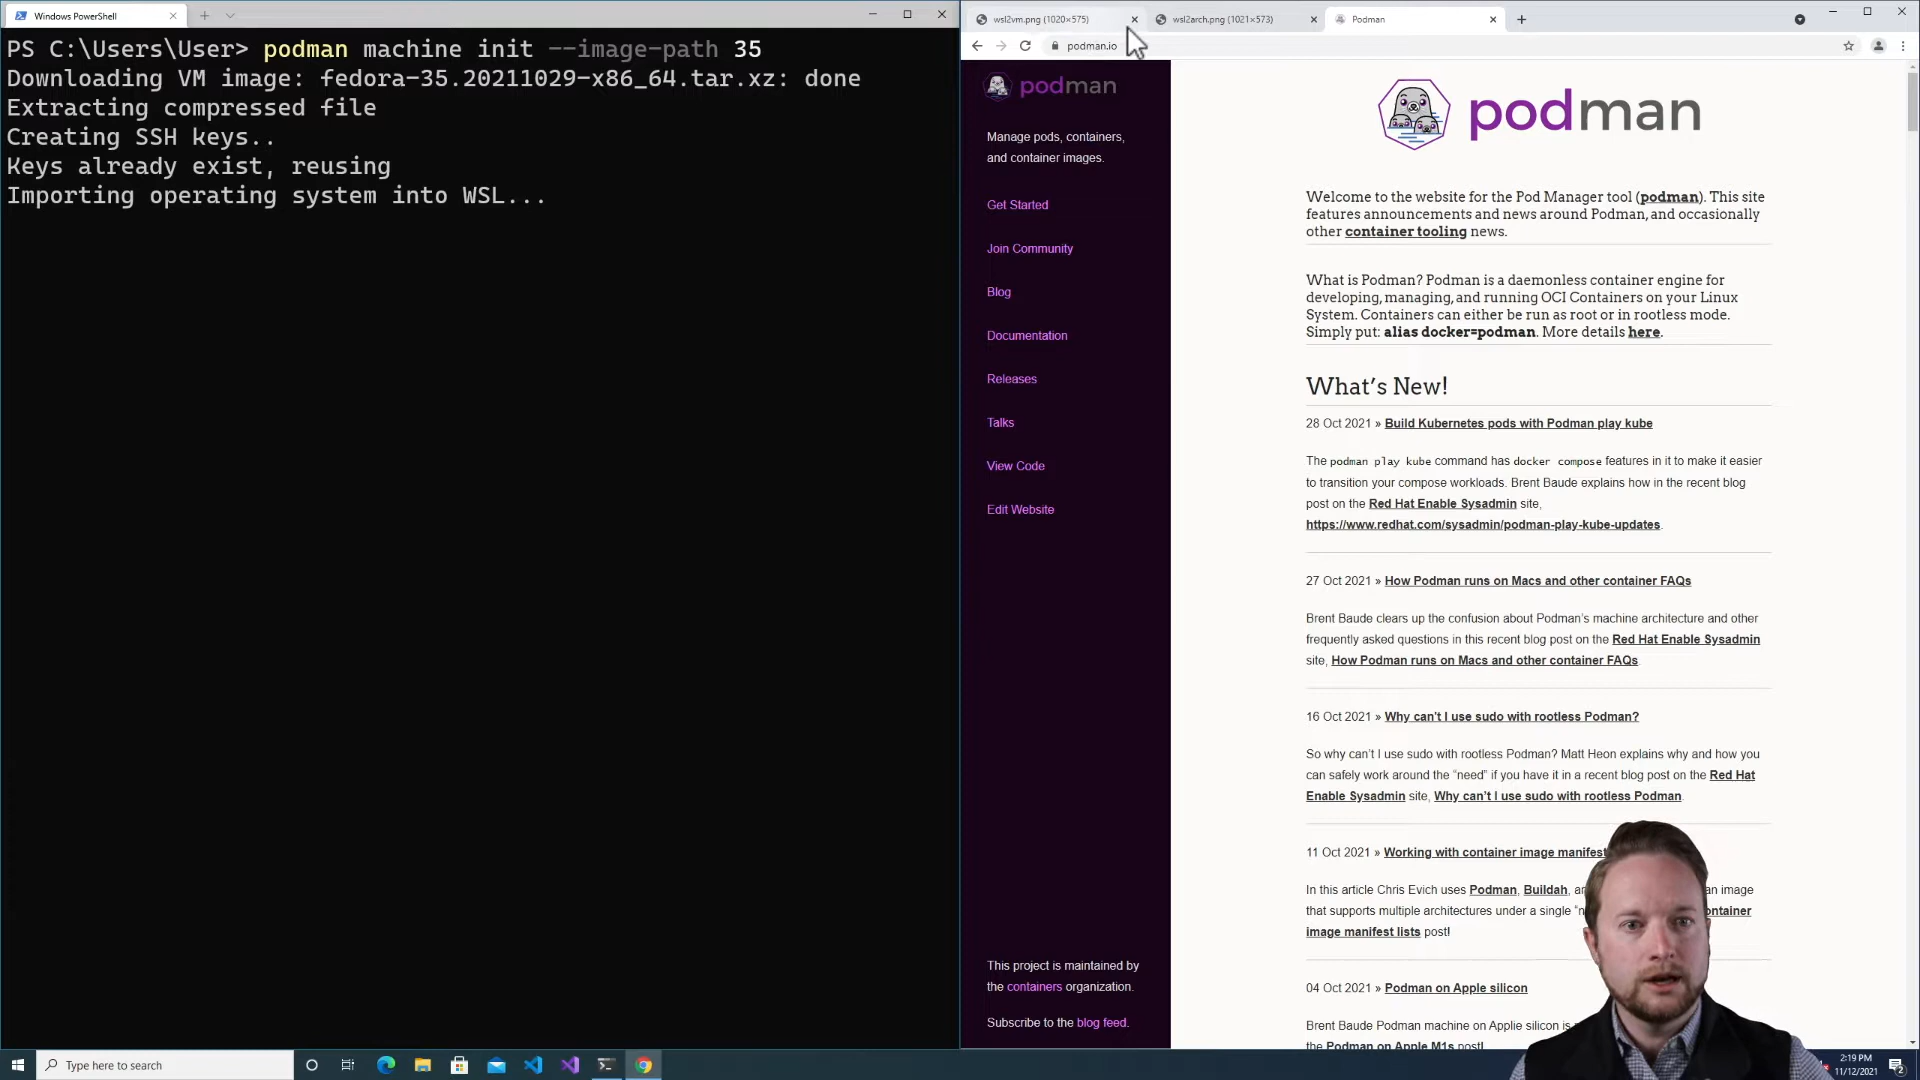 Windows PowerShell
PS C:\Users\User> podman machine init --image-path 35
Downloading VM image: fedora-35.20211029-x86_64.tar.xz: done
Extracting compressed file
Creating SSH keys..
Keys already exist, reusing
Importing operating system into WSL...
wsl2vm.png (1020×575)
wsl2arch.png (1021×573)
Podman
podman.io
podman
Manage pods, containers,
and container images.
Get Started
Join Community
Blog
Documentation
Releases
Talks
View Code
Edit Website
This project is maintained by
the containers organization.
Subscribe to the blog feed.
podman
Welcome to the website for the Pod Manager tool (podman). This site
features announcements and news around Podman, and occasionally
other container tooling news.
What is Podman? Podman is a daemonless container engine for
developing, managing, and running OCI Containers on your Linux
System. Containers can either be run as root or in rootless mode.
Simply put: alias docker=podman. More details here.
What's New!
28 Oct 2021 » Build Kubernetes pods with Podman play kube
The podman play kube command has docker compose features in it to make it easier
to transition your compose workloads. Brent Baude explains how in the recent blog
post on the Red Hat Enable Sysadmin site,
https://www.redhat.com/sysadmin/podman-play-kube-updates.
27 Oct 2021 » How Podman runs on Macs and other container FAQs
Brent Baude clears up the confusion about Podman's machine architecture and other
frequently asked questions in this recent blog post on the Red Hat Enable Sysadmin
site, How Podman runs on Macs and other container FAQs
16 Oct 2021 » Why can't I use sudo with rootless Podman?
So why can't I use sudo with rootless Podman? Matt Heon explains why and how you
can safely work around the "need" if you have it in a recent blog post on the Red Hat
Enable Sysadmin site, Why can't I use sudo with rootless Podman.
11 Oct 2021 » Working with container image manifest
In this article Chris Evich uses Podman, Buildah, an image
that supports multiple architectures under a single
image manifest lists post!
04 Oct 2021 » Podman on Apple silicon
Brent Baude Podman machine on Applie silicon is
the Podman on Apple M1s post!
Type here to search
2:19 PM
11/12/2021
2